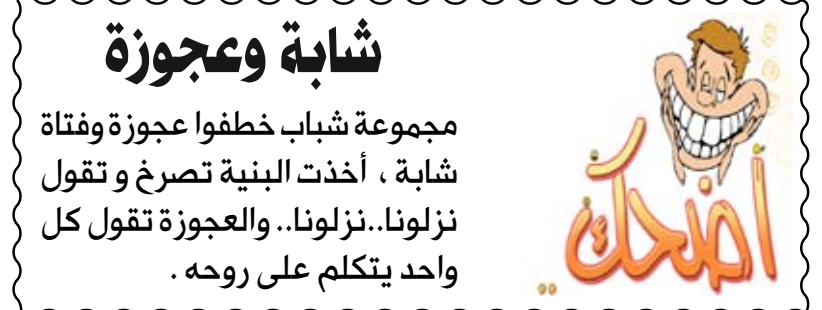 شابة وعجوزة
مجموعة شباب خطفوا عجوزة وفتاة
شابة ، أخذت البنية تصرخ و تقول
نزلونا..نزلونا.. والعجوزة تقول كل
واحد يتكلم على روحه .
أضحك